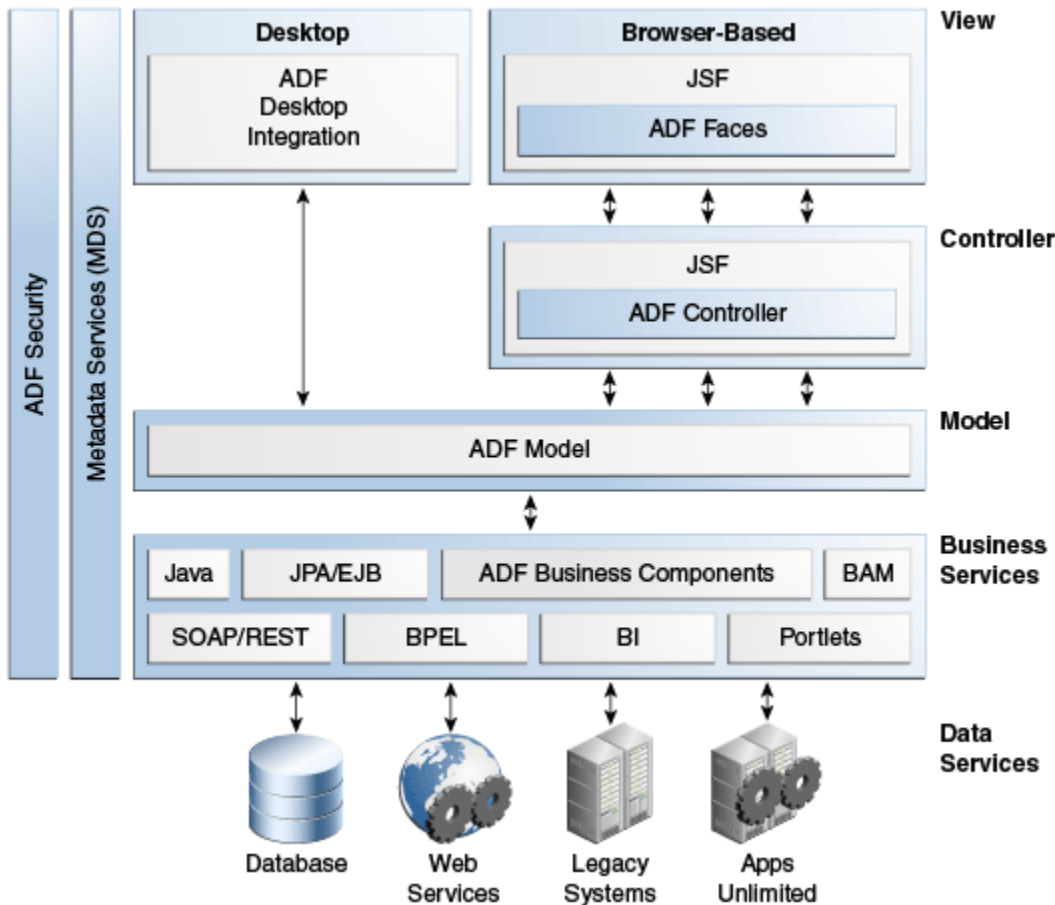 Desktop
Browser-Based
View
ADF
Desktop
Integration
JSF
ADF Faces
Controller
JSF
ADF Controller
ADF Security
Metadata Services (MDS)
Model
ADF Model
Business
Services
Java
JPA/EJB
ADF Business Components
BAM
SOAP/REST
BPEL
BI
Portlets
Data
Services
Database
Web
Services
Legacy
Systems
Apps
Unlimited